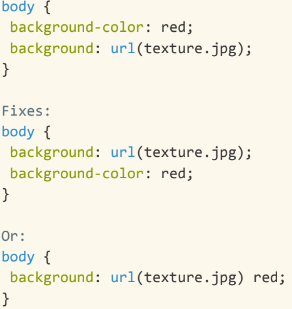 body {
background-color: red;
background: url(texture.jpg);
}
Fixes:
body {
background: url(texture.jpg);
background-color: red;
}
Or:
body {
background: url(texture.jpg) red;
}